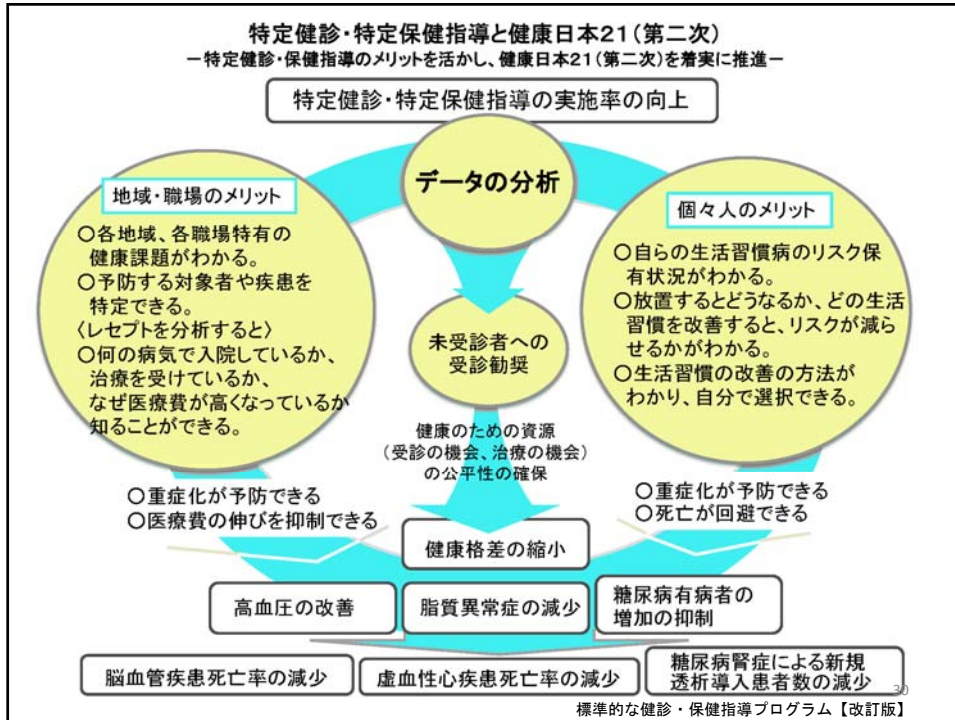 特定健診・特定保健指導と健康日本21(第二次)
－特定健診・保健指導のメリットを活かし、健康日本21(第二次)を着実に推進－
特定健診・特定保健指導の実施率の向上
データの分析
地域・職場のメリット
○各地域、各職場特有の
健康課題がわかる。
○予防する対象者や疾患を
特定できる。
〈レセプトを分析すると〉
○何の病気で入院しているか、
治療を受けているか、
なぜ医療費が高くなっているか
知ることができる。
個々人のメリット
○自らの生活習慣病のリスク保
有状況がわかる。
○放置するとどうなるか、どの生活
習慣を改善すると、リスクが減ら
せるかがわかる。
○生活習慣の改善の方法が
わかり、自分で選択できる。
未受診者への
受診勧奨
健康のための資源
(受診の機会、治療の機会)
の公平性の確保
○重症化が予防できる
○医療費の伸びを抑制できる
○重症化が予防できる
○死亡が回避できる
健康格差の縮小
高血圧の改善
脂質異常症の減少
糖尿病有病者の
増加の抑制
脳血管疾患死亡率の減少
虚血性心疾患死亡率の減少
糖尿病腎症による新規
透析導入患者数の減少
30
標準的な健診・保健指導プログラム【改訂版】